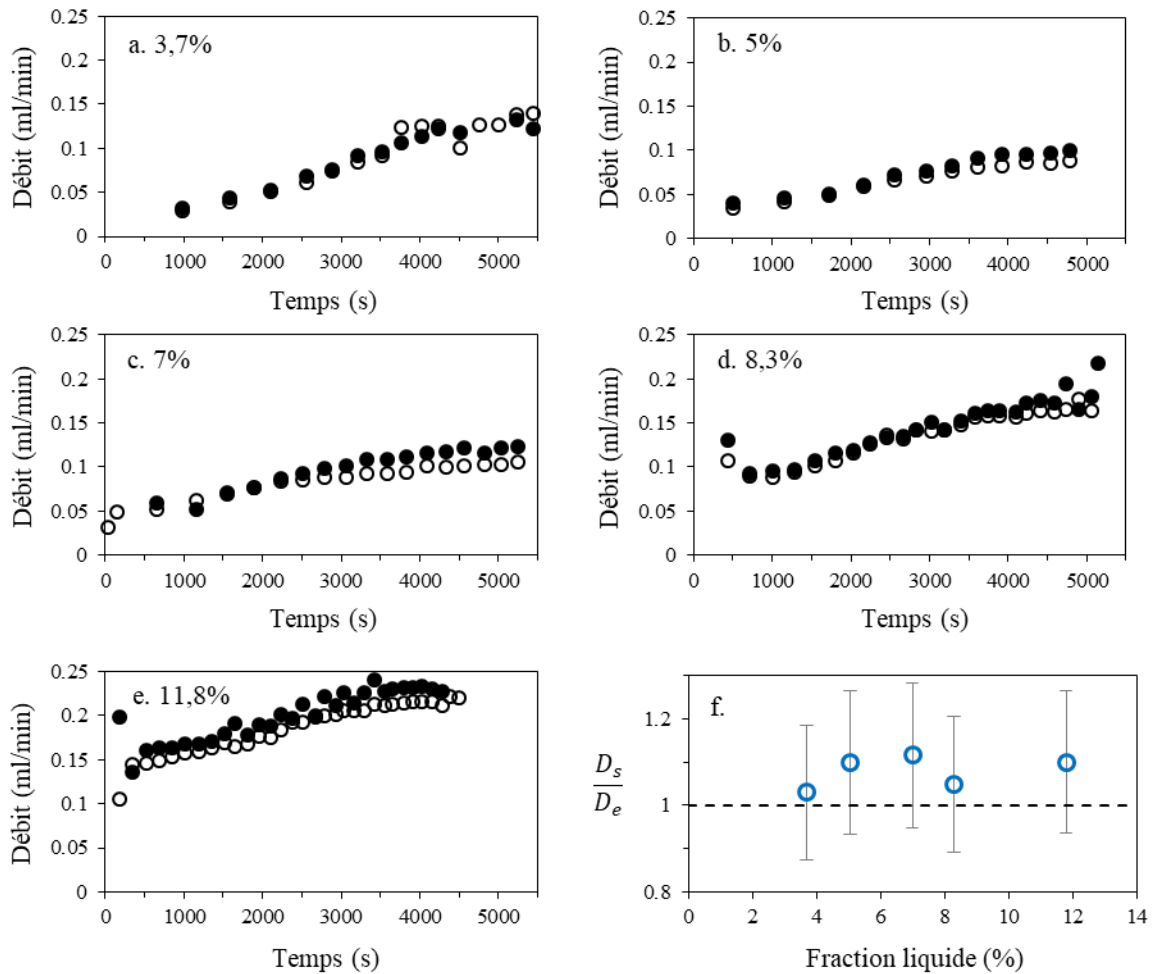 a. 3,7%
Débit (ml/min)
0.25
0.2
0.15
0.1
0.05
0
0 1000 2000 3000 4000 5000
Temps (s)
b. 5%
Débit (ml/min)
0.25
0.2
0.15
0.1
0.05
0
0 1000 2000 3000 4000 5000
Temps (s)
c. 7%
Débit (ml/min)
0.25
0.2
0.15
0.1
0.05
0
0 1000 2000 3000 4000 5000
Temps (s)
d. 8,3%
Débit (ml/min)
0.25
0.2
0.15
0.1
0.05
0
0 1000 2000 3000 4000 5000
Temps (s)
e. 11,8%
Débit (ml/min)
0.25
0.2
0.15
0.1
0.05
0
0 1000 2000 3000 4000 5000
Temps (s)
f.
D_s
D_e
1.2
1
0.8
0 2 4 6 8 10 12 14
Fraction liquide (%)